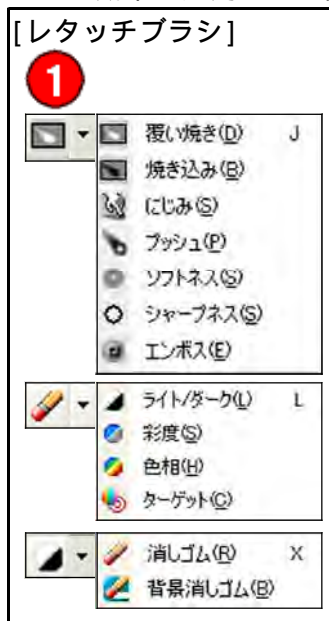 [レタッチブラシ]
1
覆い焼き(D) J
焼き込み(B)
にじみ(S)
プッシュ(P)
ソフトネス(S)
シャープネス(S)
エンボス(E)
ライト/ダーク(L) L
彩度(S)
色相(H)
ターゲット(C)
消しゴム(R) X
背景消しゴム(B)